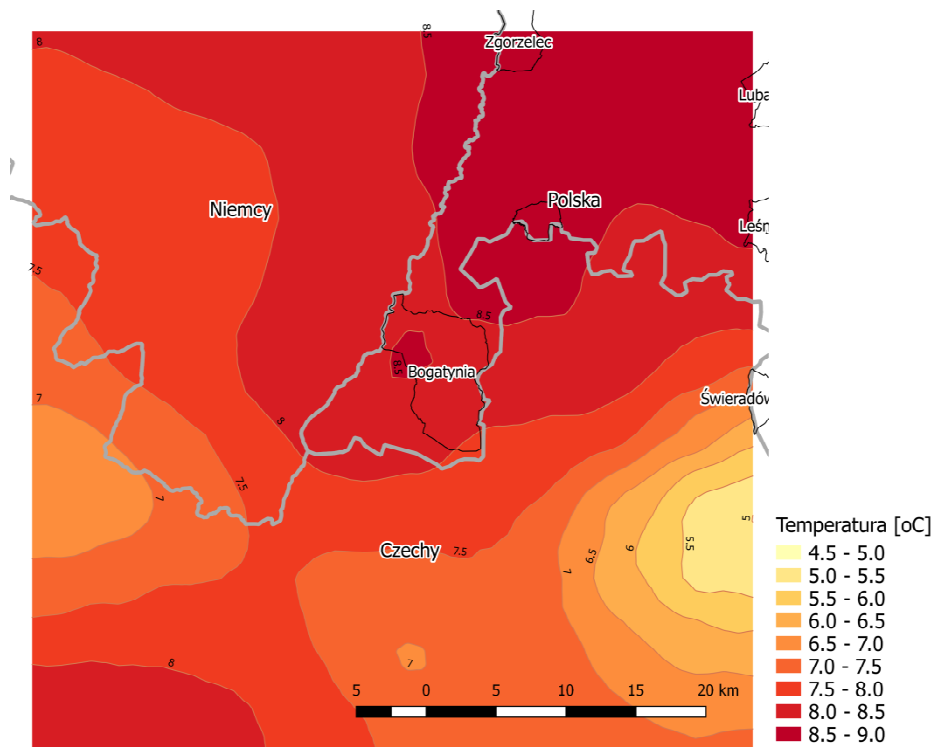 8
8.5
Zgorzelec
Luba
Niemcy
Polska
Leśn
7.5
8.5
8.5
Bogatynia
7
8
Świeradów
7.5
7
5
Czechy
7.5
7
6.5
6
5.5
8
7
5 0 5 10 15 20 km
Temperatura [oC]
4.5 - 5.0
5.0 - 5.5
5.5 - 6.0
6.0 - 6.5
6.5 - 7.0
7.0 - 7.5
7.5 - 8.0
8.0 - 8.5
8.5 - 9.0